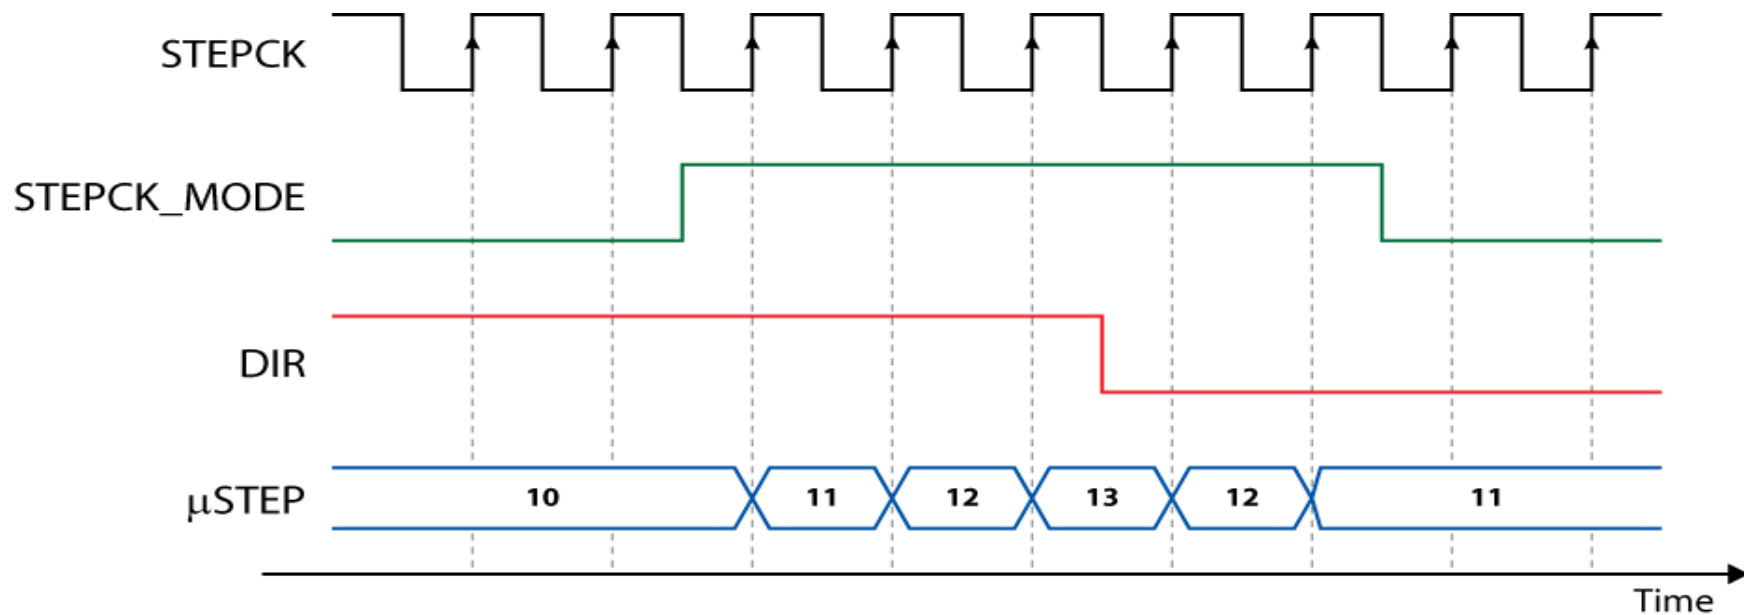 STEPCK
STEPCK_MODE
DIR
μSTEP
10 11 12 13 12 11
Time